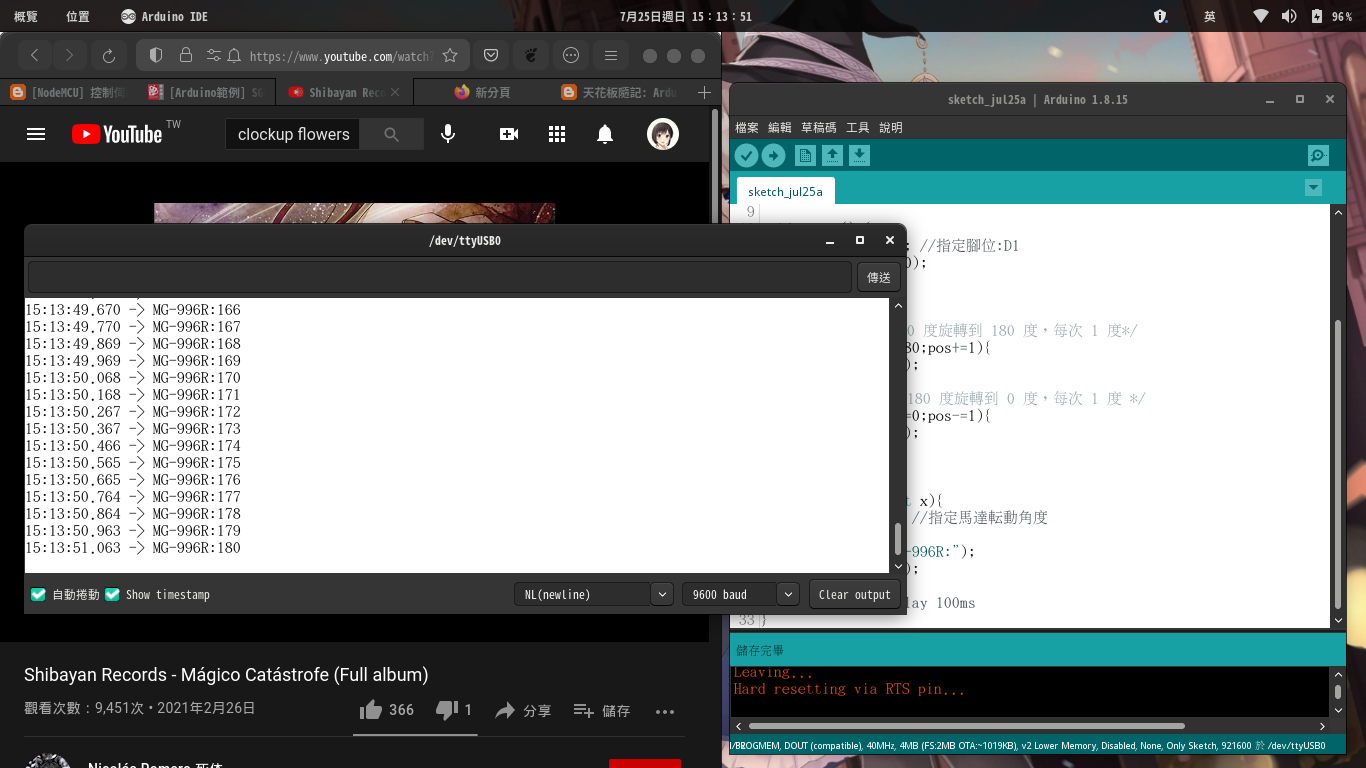 概覽 位置 Arduino IDE 7月25日週日 15:13:51 英 96%
https://www.youtube.com/watch?
[NodeMCU] 控制伺 [Arduino範例] SG Shibayan Reco 新分頁 天花板隨記: Ardu
YouTube TW clockup flowers
sketch_jul25a | Arduino 1.8.15
檔案 編輯 草稿碼 工具 說明
sketch_jul25a
9
; //指定腳位:D1
);
0 度旋轉到 180 度，每次 1 度*/
80;pos+=1){
);
180 度旋轉到 0 度，每次 1 度 */
=0;pos-=1){
);
t x){
//指定馬達転動角度
-996R:");
);
lay 100ms
33 }
儲存完畢
Leaving...
Hard resetting via RTS pin...
PROGMEM, DOUT (compatible), 40MHz, 4MB (FS:2MB OTA:~1019KB), v2 Lower Memory, Disabled, None, Only Sketch, 921600 於 /dev/ttyUSB0
/dev/ttyUSB0
傳送
15:13:49.670 -> MG-996R:166
15:13:49.770 -> MG-996R:167
15:13:49.869 -> MG-996R:168
15:13:49.969 -> MG-996R:169
15:13:50.068 -> MG-996R:170
15:13:50.168 -> MG-996R:171
15:13:50.267 -> MG-996R:172
15:13:50.367 -> MG-996R:173
15:13:50.466 -> MG-996R:174
15:13:50.565 -> MG-996R:175
15:13:50.665 -> MG-996R:176
15:13:50.764 -> MG-996R:177
15:13:50.864 -> MG-996R:178
15:13:50.963 -> MG-996R:179
15:13:51.063 -> MG-996R:180
自動捲動 Show timestamp NL(newline) 9600 baud Clear output
Shibayan Records - Mágico Catástrofe (Full album)
觀看次數：9,451次 • 2021年2月26日 366 1 分享 儲存